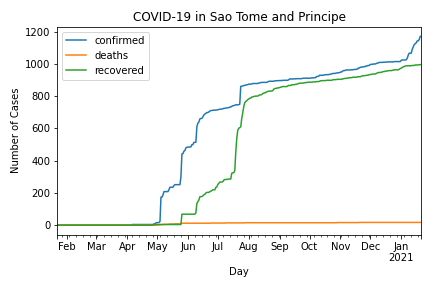 COVID-19 in Sao Tome and Principe
confirmed
deaths
recovered
Number of Cases
1200
1000
800
600
400
200
0
Feb Mar Apr May Jun Jul Aug Sep Oct Nov Dec Jan
2021
Day